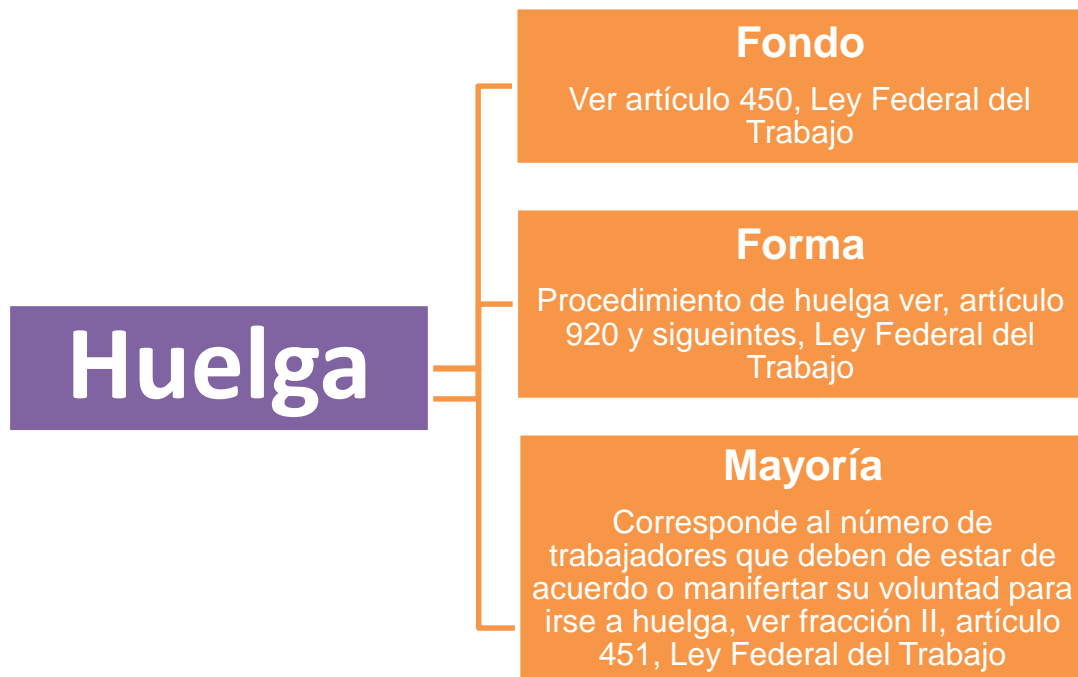 Huelga
Fondo
Ver artículo 450, Ley Federal del
Trabajo
Forma
Procedimiento de huelga ver, artículo
920 y sigueintes, Ley Federal del
Trabajo
Mayoría
Corresponde al número de
trabajadores que deben de estar de
acuerdo o manifertar su voluntad para
irse a huelga, ver fracción II, artículo
451, Ley Federal del Trabajo